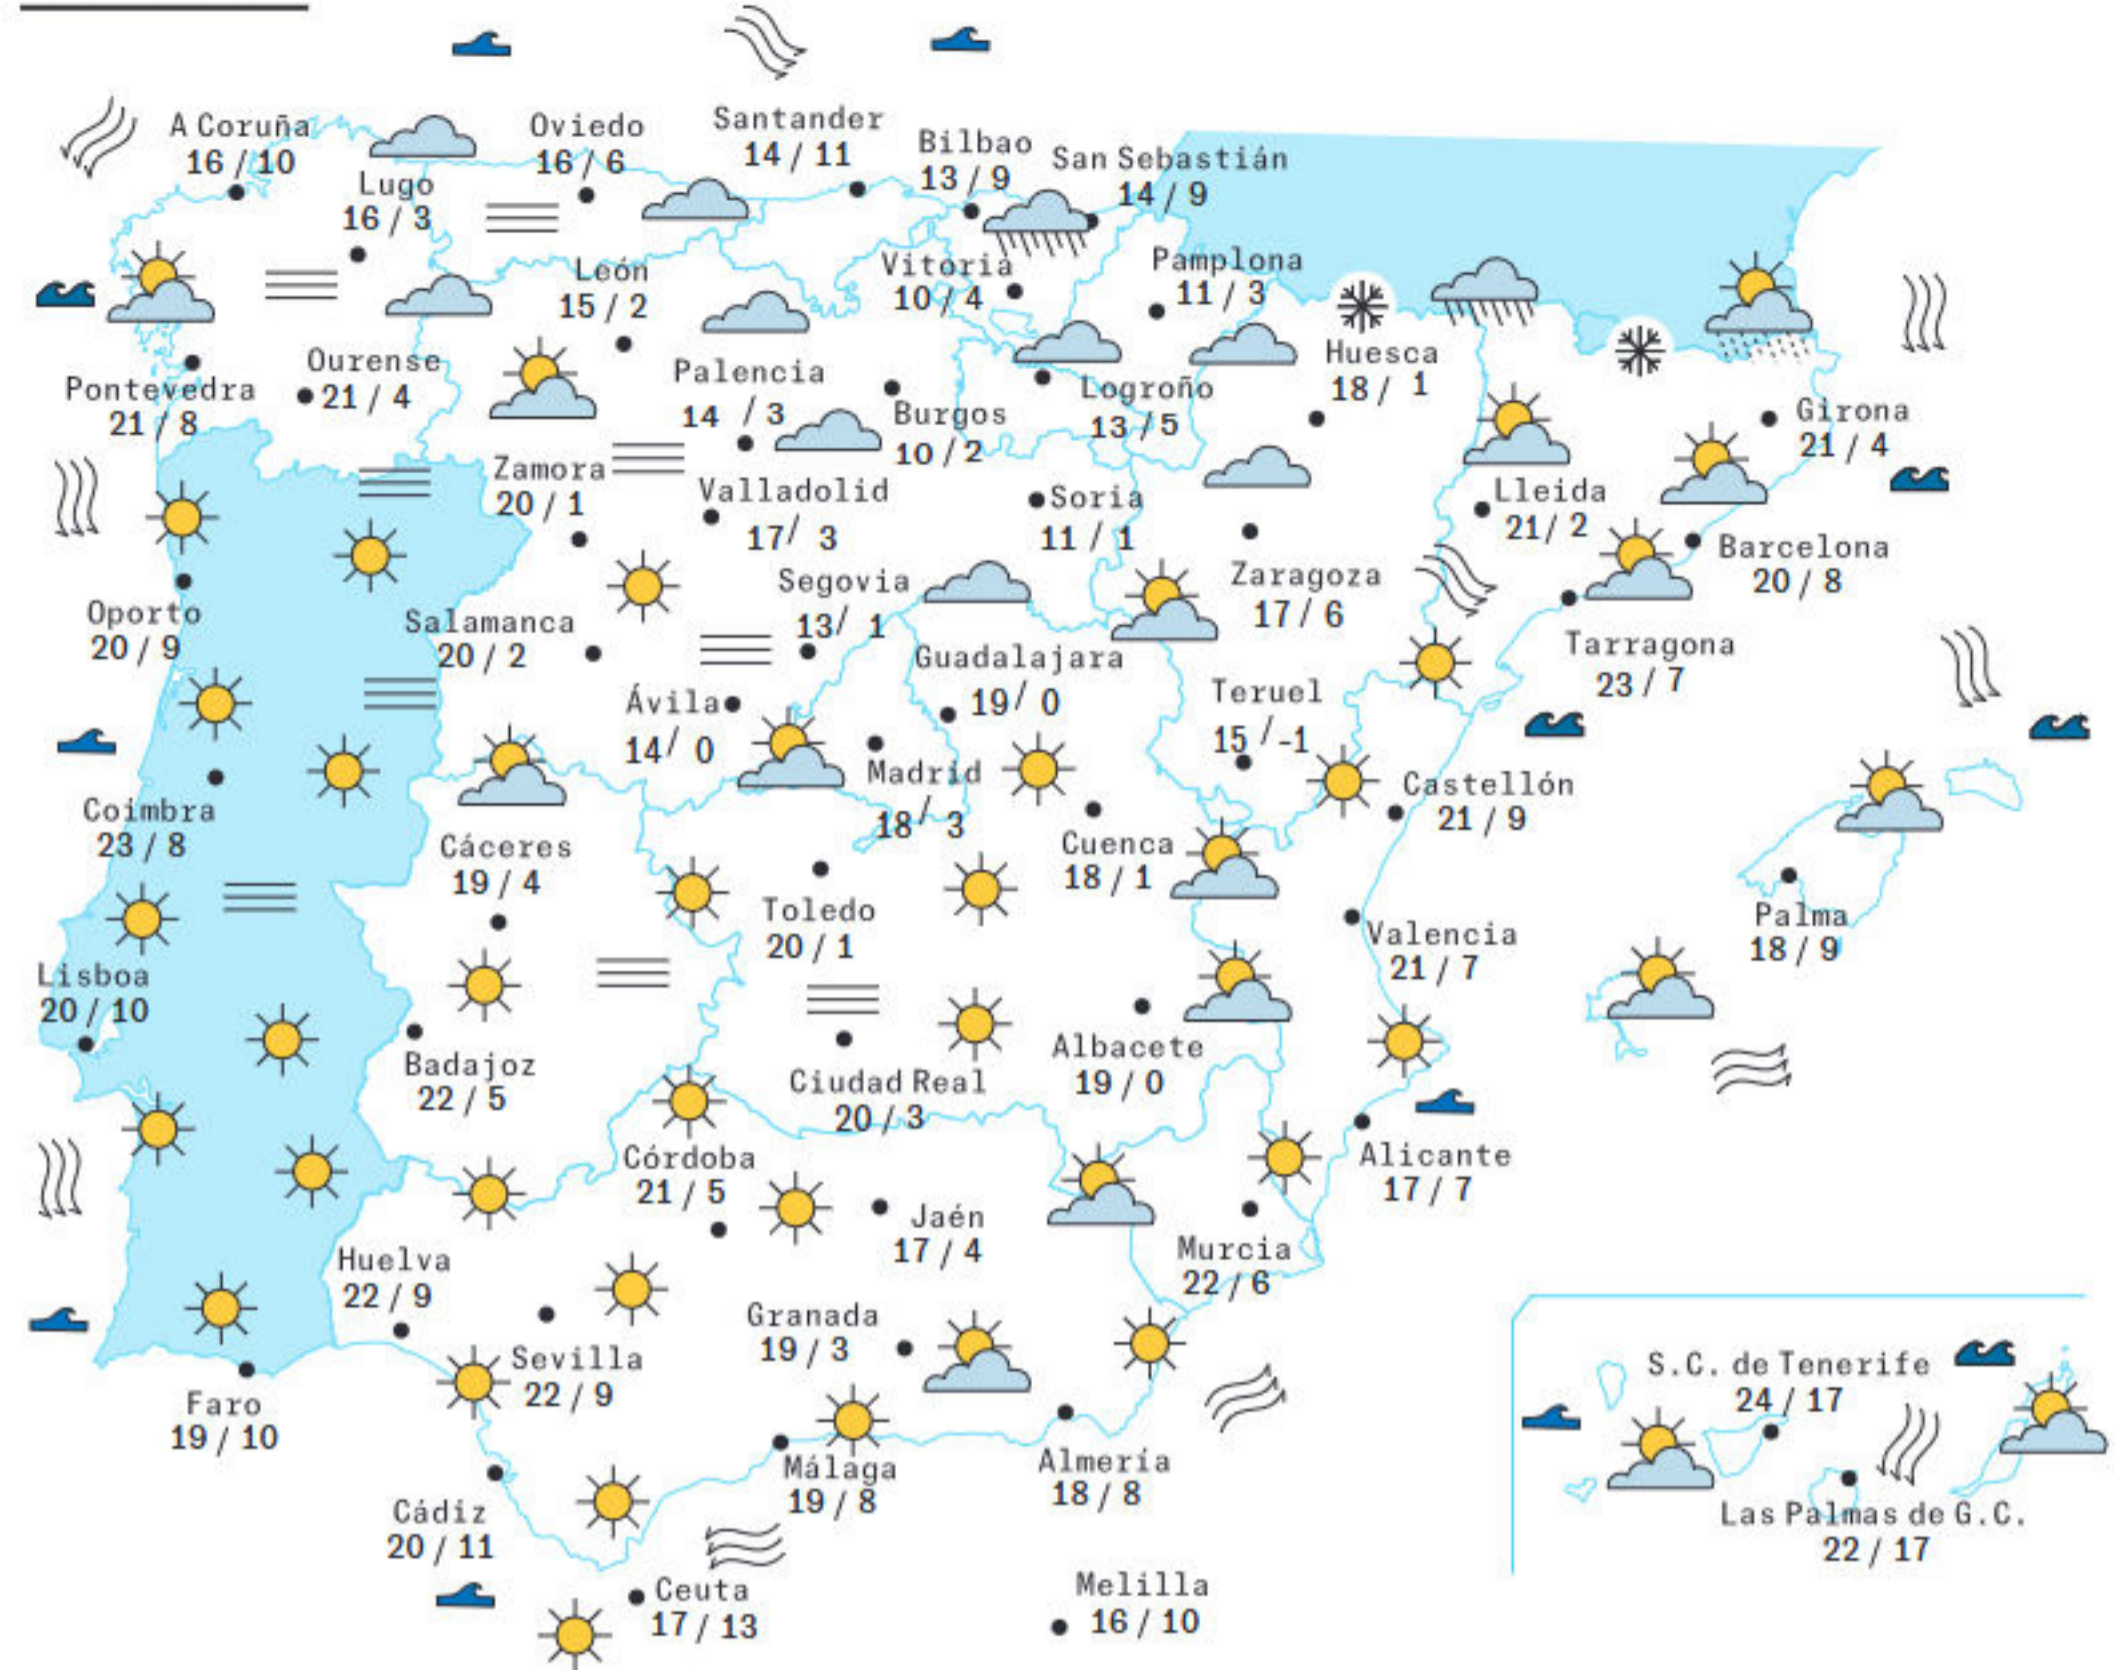 A Coruña
16 / 10
Oviedo
16 / 6
Santander
14 / 11
Bilbao
13 / 9
San Sebastián
14 / 9
Lugo
16 / 3
León
15 / 2
Vitoria
10 / 4
Pamplona
11 / 3
Pontevedra
21 / 8
Ourense
21 / 4
Palencia
14 / 3
Burgos
10 / 2
Logroño
13 / 5
Huesca
18 / 1
Girona
21 / 4
Zamora
20 / 1
Valladolid
17 / 3
Soria
11 / 1
Lleida
21 / 2
Barcelona
20 / 8
Oporto
20 / 9
Salamanca
20 / 2
Segovia
13 / 1
Guadalajara
19 / 0
Zaragoza
17 / 6
Tarragona
23 / 7
Ávila
14 / 0
Madrid
18 / 3
Teruel
15 / -1
Castellón
21 / 9
Coimbra
23 / 8
Cáceres
19 / 4
Cuenca
18 / 1
Toledo
20 / 1
Valencia
21 / 7
Palma
18 / 9
Lisboa
20 / 10
Badajoz
22 / 5
Ciudad Real
20 / 3
Albacete
19 / 0
Alicante
17 / 7
Córdoba
21 / 5
Jaén
17 / 4
Murcia
22 / 6
Huelva
22 / 9
Sevilla
22 / 9
Granada
19 / 3
Faro
19 / 10
Málaga
19 / 8
Almería
18 / 8
Cádiz
20 / 11
Ceuta
17 / 13
Melilla
16 / 10
S.C. de Tenerife
24 / 17
Las Palmas de G.C.
22 / 17